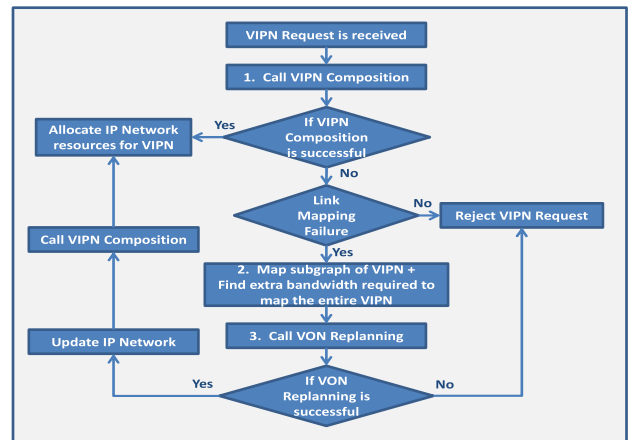 VIPN Request is received
1. Call VIPN Composition
If VIPN
Composition
is successful
Yes
No
Allocate IP Network
resources for VIPN
Link
Mapping
Failure
No
Yes
Reject VIPN Request
Call VIPN Composition
2. Map subgraph of VIPN +
Find extra bandwidth required to
map the entire VIPN
3. Call VON Replanning
Update IP Network
If VON
Replanning is
successful
Yes
No